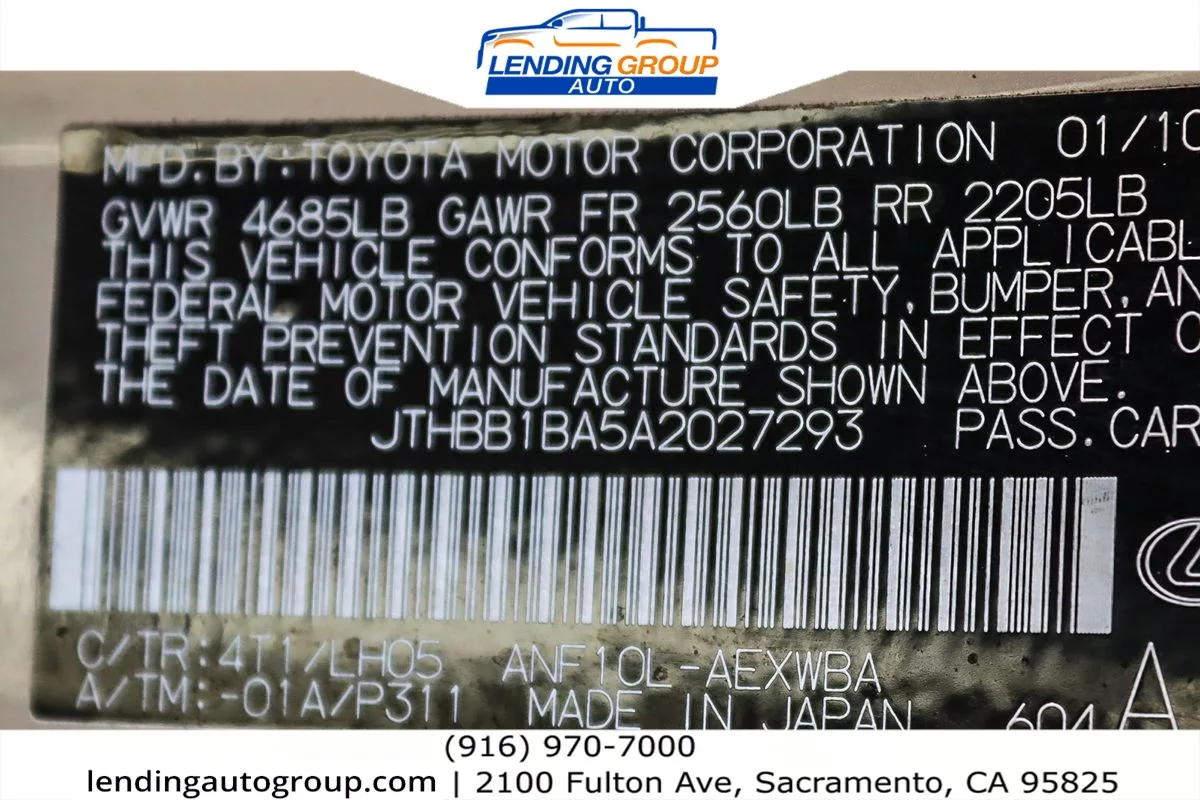 LENDING GROUP
AUTO
MFD. BY: TOYOTA MOTOR CORPORATION 01/10
GVWR 4685LB GAWR FR 2560LB RR 2205LB
THIS VEHICLE CONFORMS TO ALL APPLICABL
FEDERAL MOTOR VEHICLE SAFETY, BUMPER, AN
THEFT PREVENTION STANDARDS IN EFFECT O
THE DATE OF MANUFACTURE SHOWN ABOVE.
JTHBB1BA5A2027293 PASS. CAR
C/TR: 4T1/LH05 ANF10L-AEXWBA
A/TM: -01A/P311 MADE IN JAPAN 604 A
(916) 970-7000
lendingautogroup.com | 2100 Fulton Ave, Sacramento, CA 95825